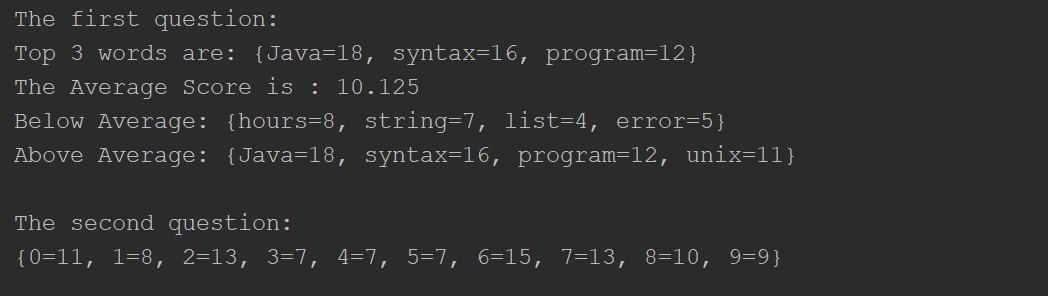 The first question:
Top 3 words are: {Java=18, syntax=16, program=12}
The Average Score is : 10.125
Below Average: {hours=8, string=7, list=4, error=5}
Above Average: {Java=18, syntax=16, program=12, unix=11}
The second question:
{0=11, 1=8, 2=13, 3=7, 4=7, 5=7, 6=15, 7=13, 8=10, 9=9}